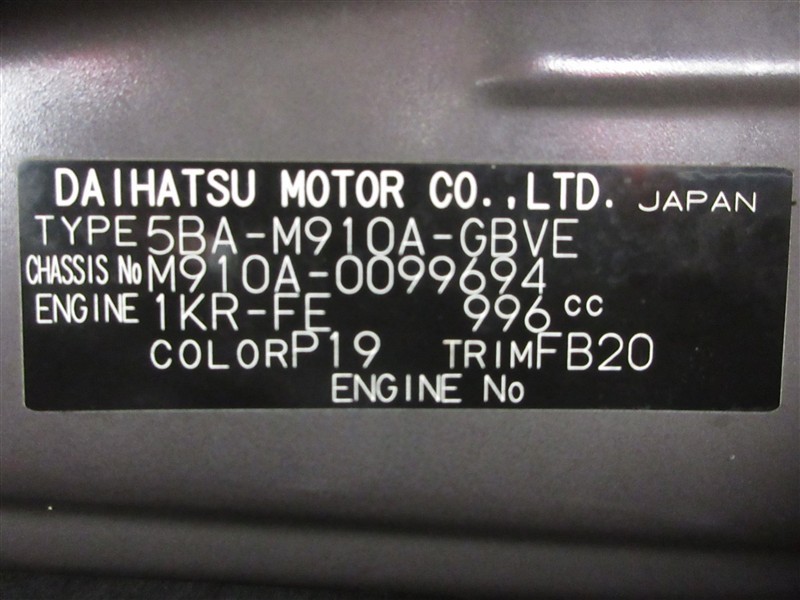 DAIHATSU MOTOR CO.,LTD. JAPAN
TYPE 5BA-M910A-GBVE
CHASSIS No M910A-0099694
ENGINE 1KR-FE 996 cc
COLOR P19 TRIM FB20
ENGINE No